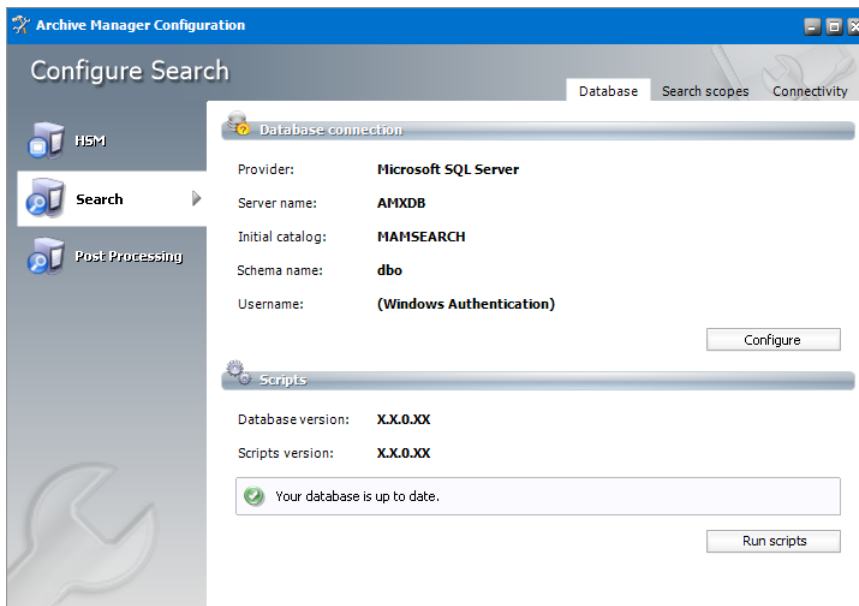 Archive Manager Configuration
Configure Search
Database Search scopes Connectivity
HSM
Search
Post Processing
Database connection
Provider: Microsoft SQL Server
Server name: AMXDB
Initial catalog: MAMSEARCH
Schema name: dbo
Username: (Windows Authentication)
Configure
Scripts
Database version: X.X.0.XX
Scripts version: X.X.0.XX
Your database is up to date.
Run scripts